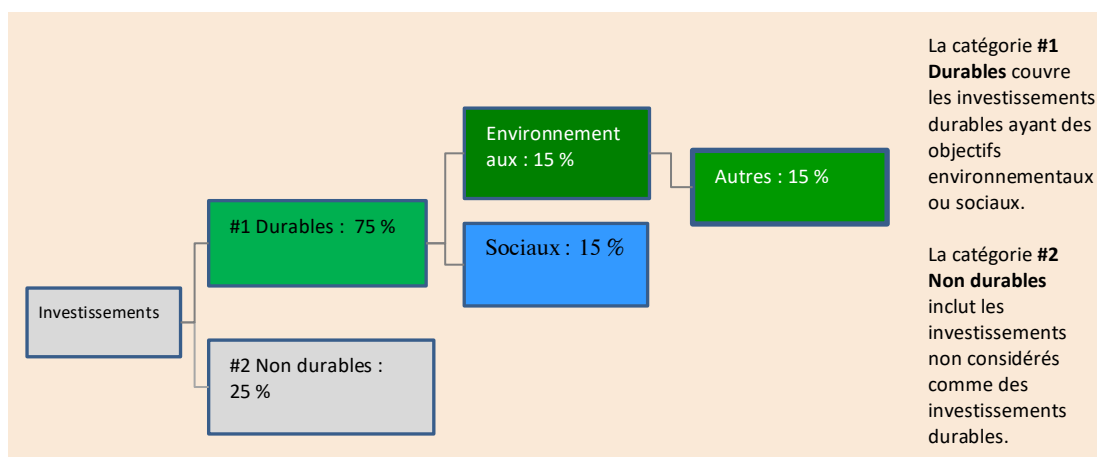 Investissements
#1 Durables : 75 %
#2 Non durables :
25 %
Environnement
aux : 15 %
Sociaux : 15 %
Autres : 15 %
La catégorie #1
Durables couvre
les investissements
durables ayant des
objectifs
environnementaux
ou sociaux.
La catégorie #2
Non durables
inclut les
investissements
non considérés
comme des
investissements
durables.